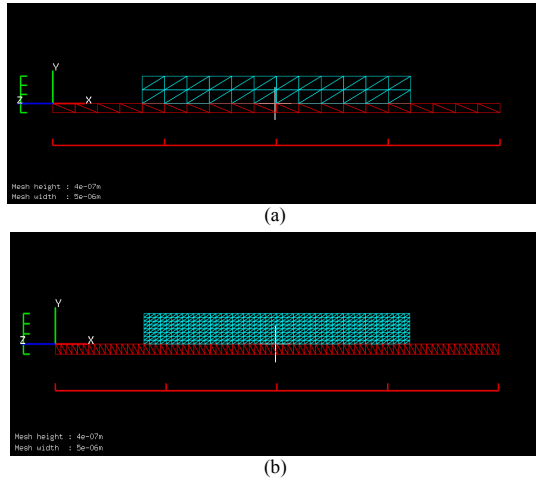 Y
Z
X
Mesh height : 4e-07m
Mesh width : 5e-06m
(a)
Y
Z
X
Mesh height : 4e-07m
Mesh width : 5e-06m
(b)